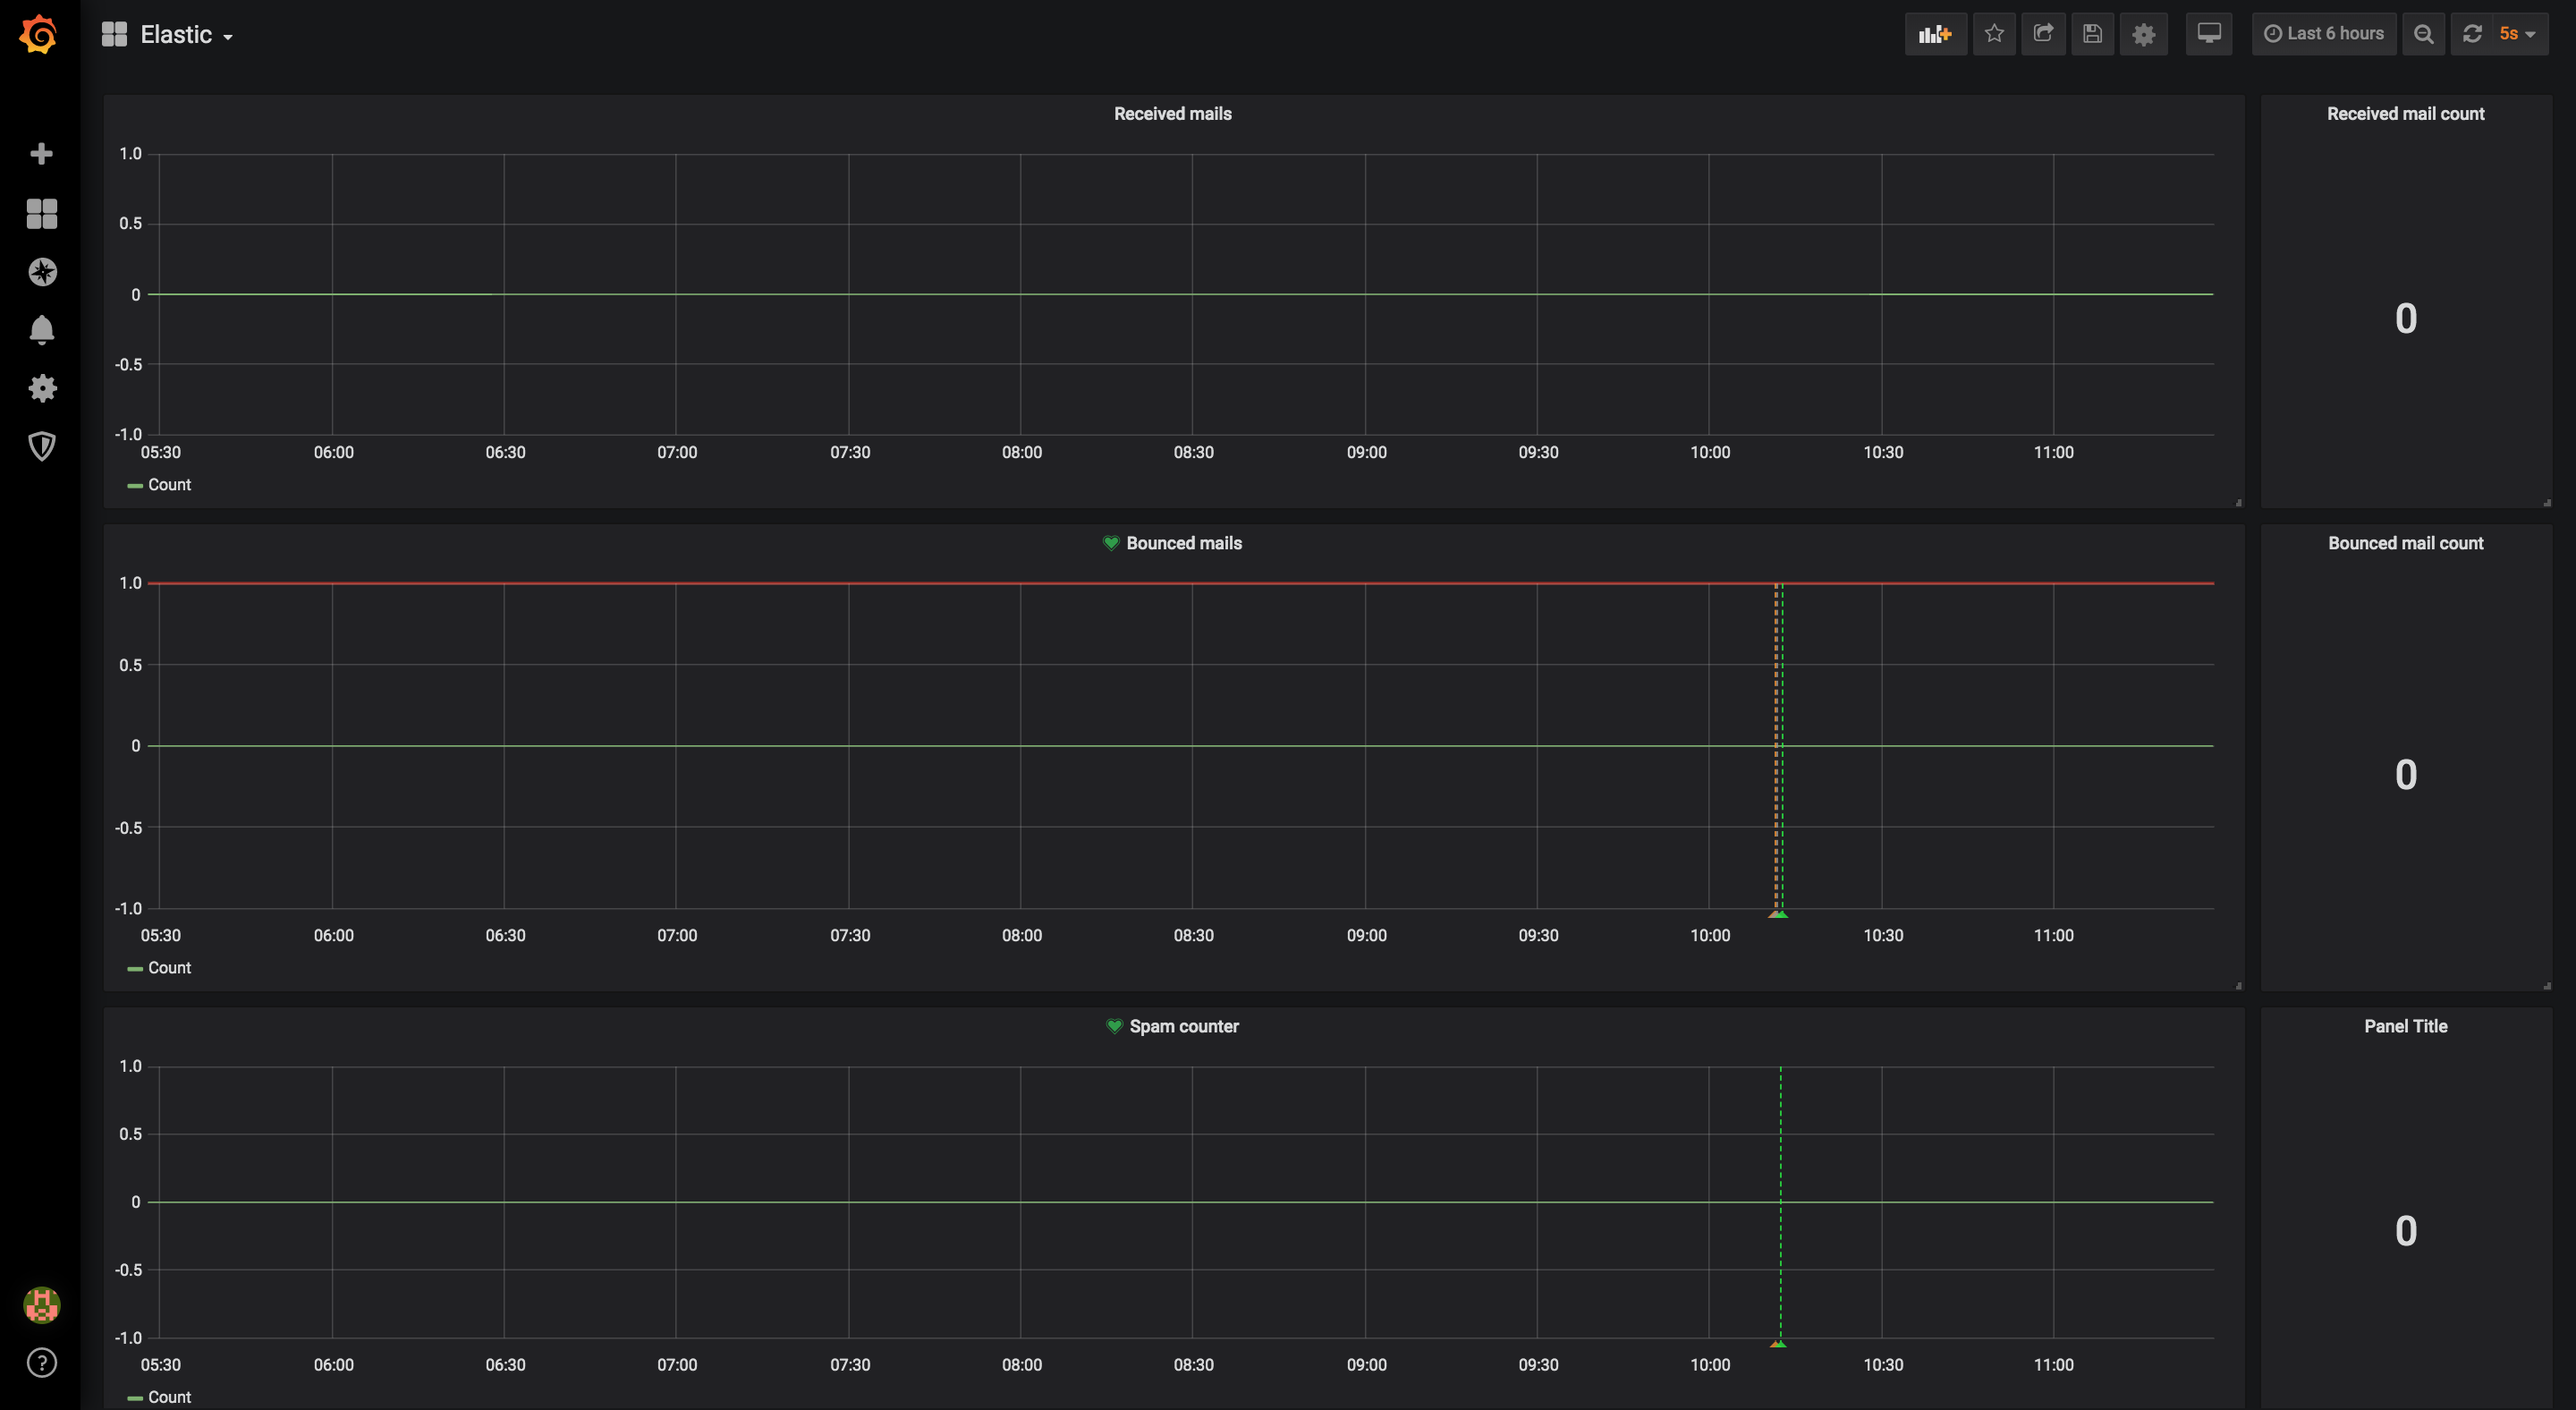 Elastic
Last 6 hours
5s
Received mails
1.0
0.5
0
-0.5
-1.0
05:30 06:00 06:30 07:00 07:30 08:00 08:30 09:00 09:30 10:00 10:30 11:00
Count
Received mail count
0
Bounced mails
1.0
0.5
0
-0.5
-1.0
05:30 06:00 06:30 07:00 07:30 08:00 08:30 09:00 09:30 10:00 10:30 11:00
Count
Bounced mail count
0
Spam counter
1.0
0.5
0
-0.5
-1.0
05:30 06:00 06:30 07:00 07:30 08:00 08:30 09:00 09:30 10:00 10:30 11:00
Count
Panel Title
0
?